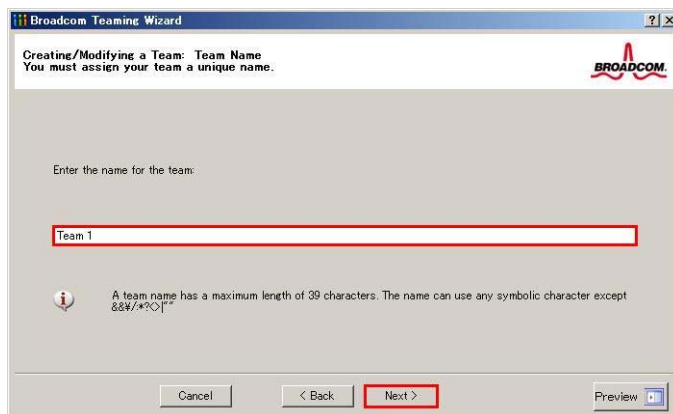 Broadcom Teaming Wizard
Creating/Modifying a Team: Team Name
You must assign your team a unique name.
BROADCOM.
Enter the name for the team:
Team 1
A team name has a maximum length of 39 characters. The name can use any symbolic character except
&&¥/:*?<>|""
Cancel
< Back
Next >
Preview